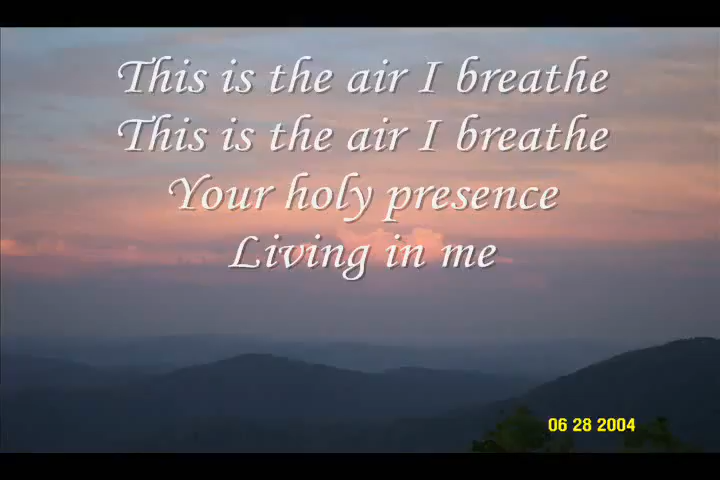 This is the air I breathe
This is the air I breathe
Your holy presence
Living in me
06 28 2004